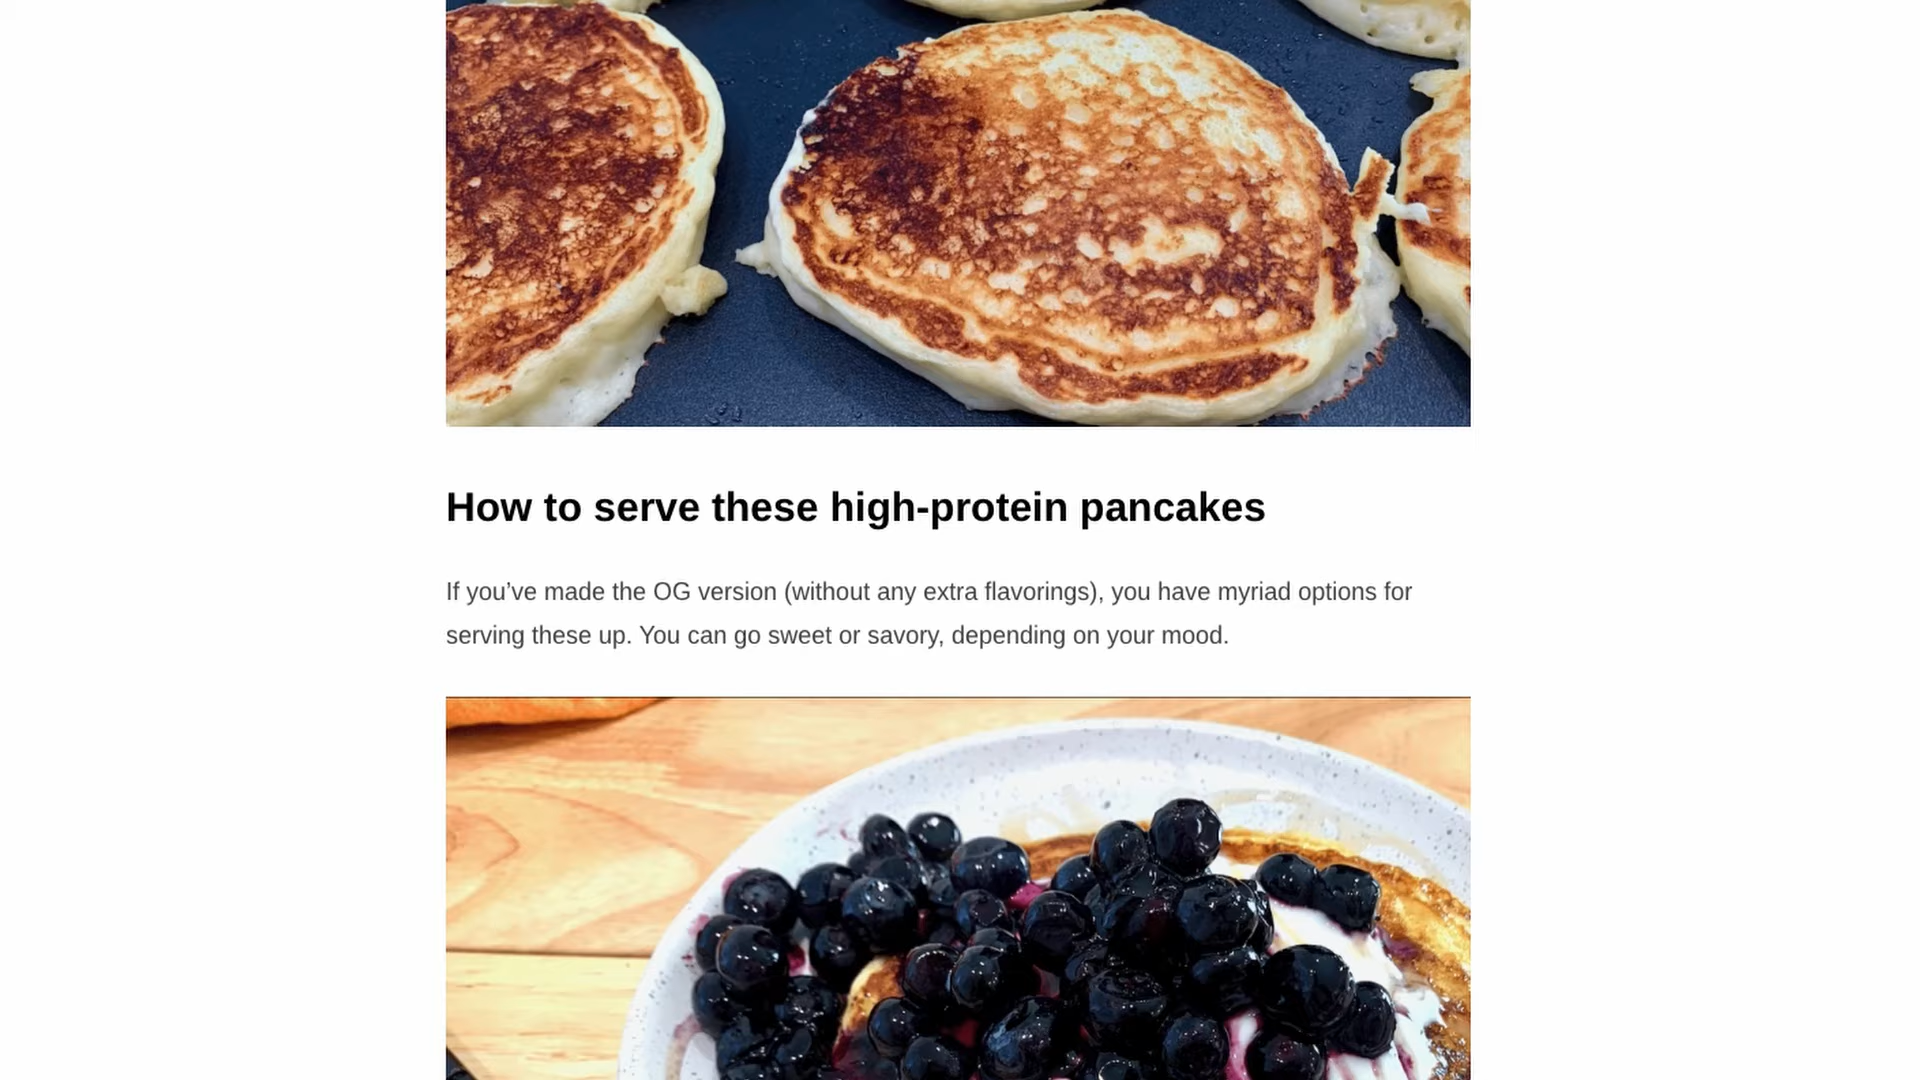 How to serve these high-protein pancakes
If you’ve made the OG version (without any extra flavorings), you have myriad options for
serving these up. You can go sweet or savory, depending on your mood.